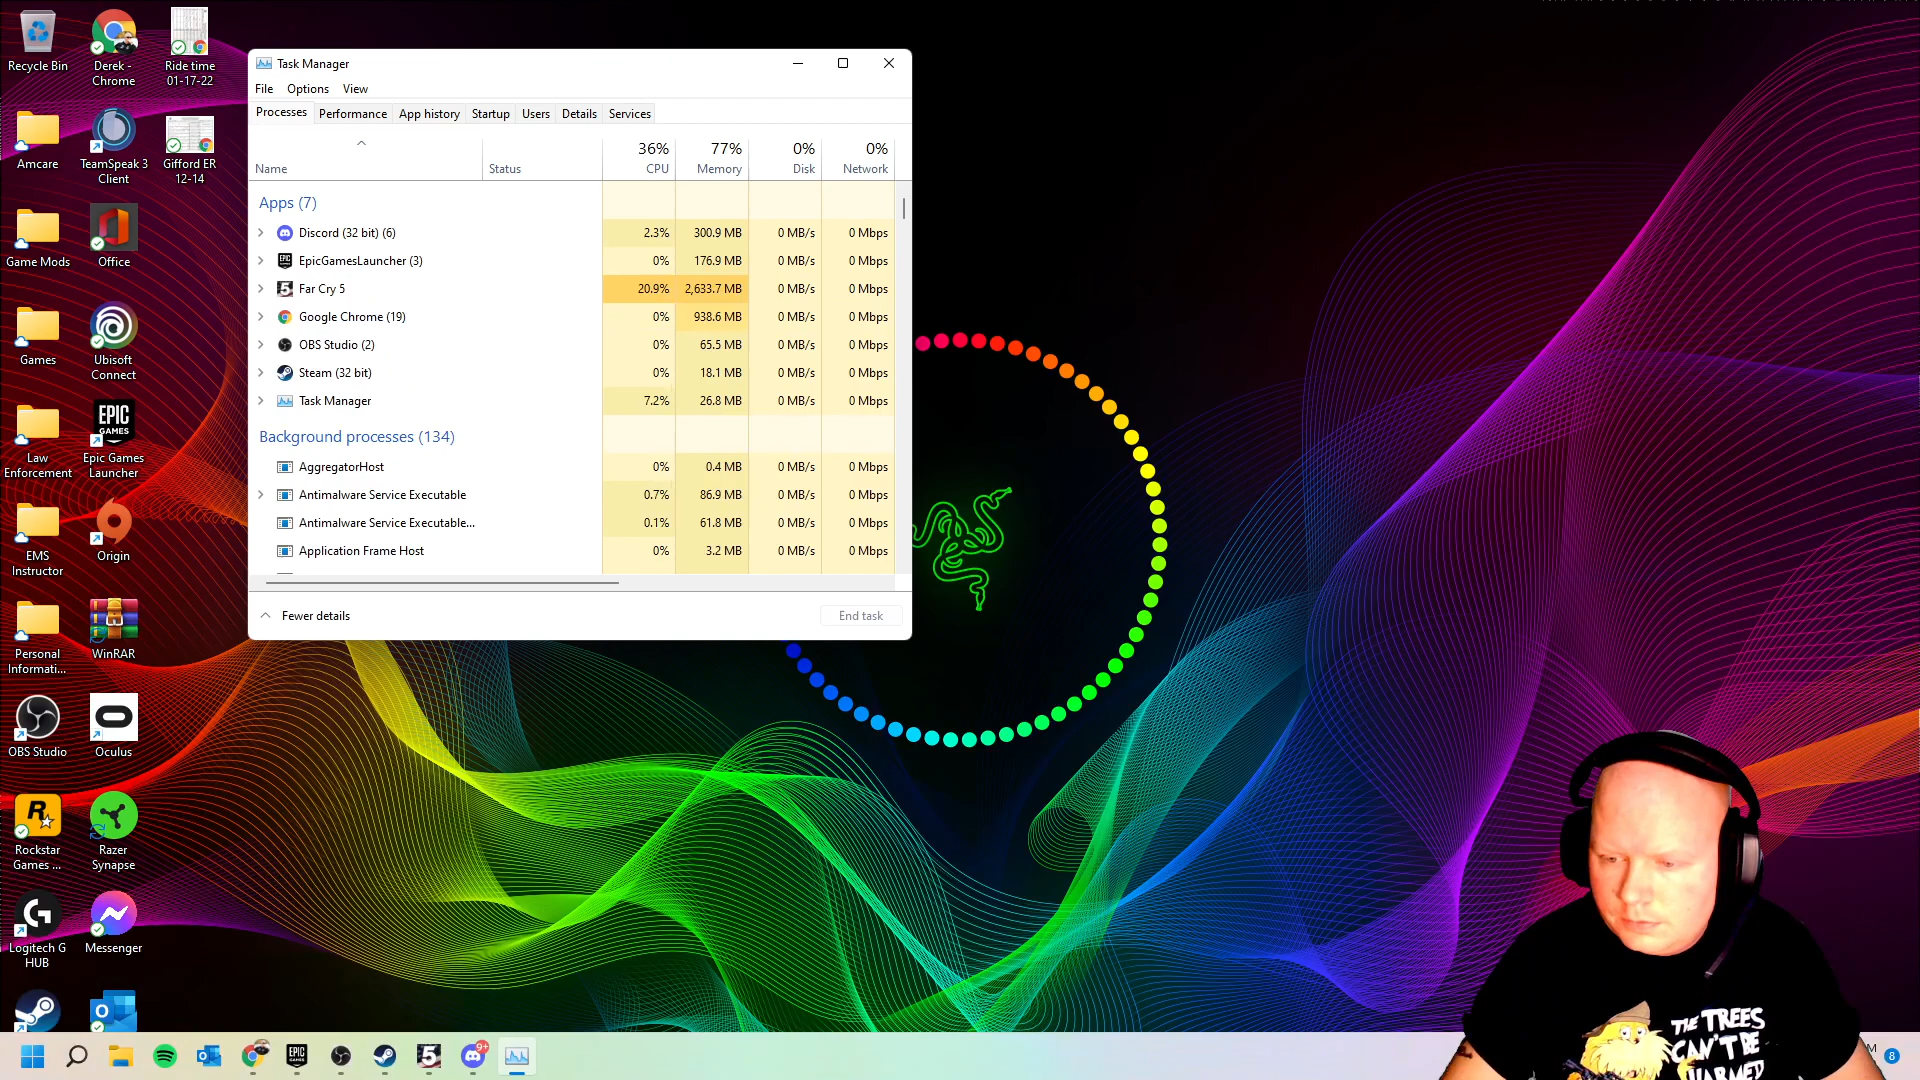 Recycle Bin
Derek - Chrome
Ride time 01-17-22
Amcare
TeamSpeak 3 Client
Gifford ER 12-14
Game Mods
Office
Games
Ubisoft Connect
Law Enforcement
EPIC GAMES
Epic Games Launcher
EMS Instructor
Origin
Personal Informati...
WinRAR
OBS Studio
Oculus
Rockstar Games ...
Razer Synapse
Logitech G HUB
Messenger
Task Manager
File Options View
Processes Performance App history Startup Users Details Services
36% 77% 0% 0%
Name Status CPU Memory Disk Network
Apps (7)
Discord (32 bit) (6) 2.3% 300.9 MB 0 MB/s 0 Mbps
EpicGamesLauncher (3) 0% 176.9 MB 0 MB/s 0 Mbps
Far Cry 5 20.9% 2,633.7 MB 0 MB/s 0 Mbps
Google Chrome (19) 0% 938.6 MB 0 MB/s 0 Mbps
OBS Studio (2) 0% 65.5 MB 0 MB/s 0 Mbps
Steam (32 bit) 0% 18.1 MB 0 MB/s 0 Mbps
Task Manager 7.2% 26.8 MB 0 MB/s 0 Mbps
Background processes (134)
AggregatorHost 0% 0.4 MB 0 MB/s 0 Mbps
Antimalware Service Executable 0.7% 86.9 MB 0 MB/s 0 Mbps
Antimalware Service Executable... 0.1% 61.8 MB 0 MB/s 0 Mbps
Application Frame Host 0% 3.2 MB 0 MB/s 0 Mbps
Fewer details End task
THE TREES
CAN'T BE
HARMED
EPIC GAMES
5
9+
M 8